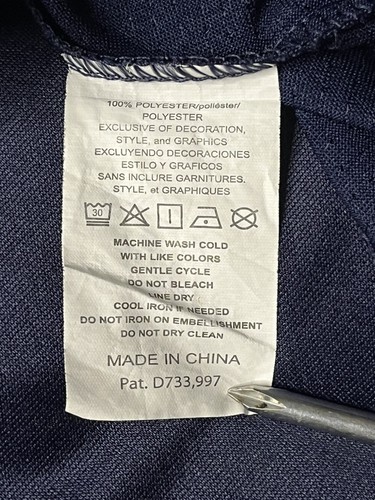 100% POLYESTER/poliéster/
POLYESTER
EXCLUSIVE OF DECORATION,
STYLE, and GRAPHICS
EXCLUYENDO DECORACIONES
ESTILO Y GRAFICOS
SANS INCLURE GARNITURES.
STYLE, et GRAPHIQUES
30
MACHINE WASH COLD
WITH LIKE COLORS
GENTLE CYCLE
DO NOT BLEACH
LINE DRY
COOL IRON IF NEEDED
DO NOT IRON ON EMBELLISHMENT
DO NOT DRY CLEAN
MADE IN CHINA
Pat. D733,997